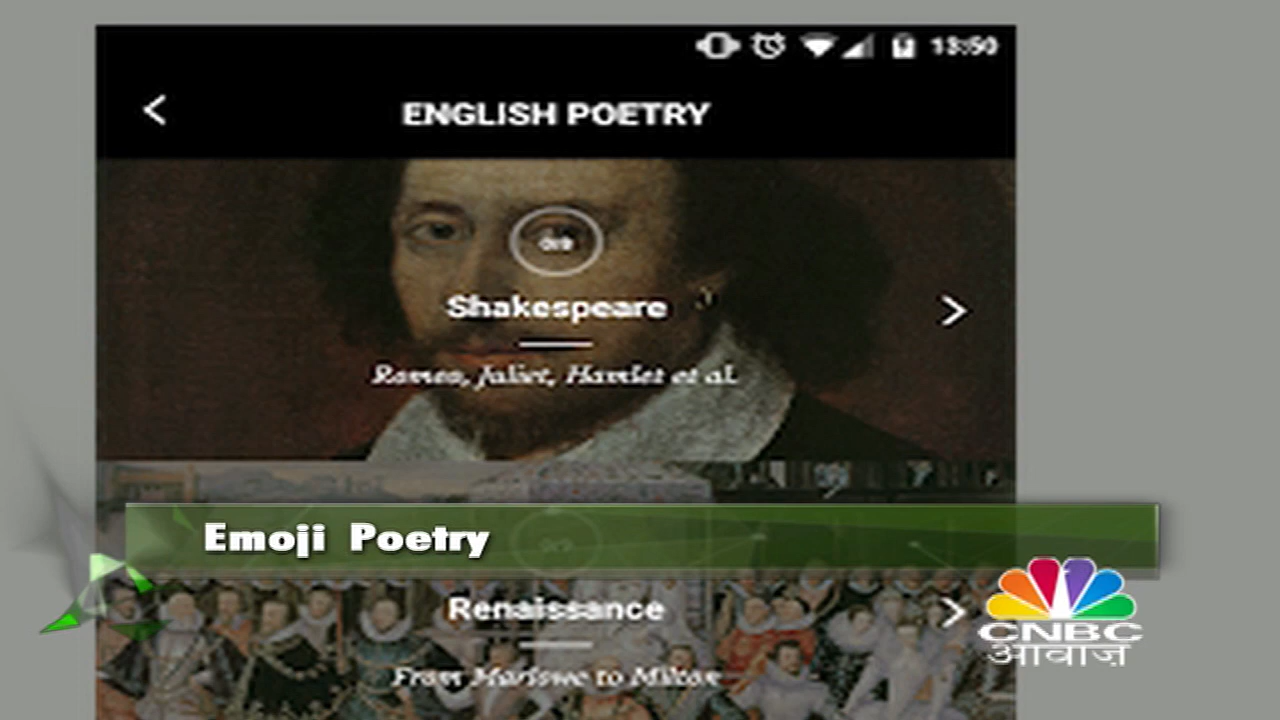 13:50
ENGLISH POETRY
Shakespeare
Romeo, Juliet, Hamlet et al.
Emoji Poetry
Renaissance
From Marlowe to Milton
CNBC
आवाज़